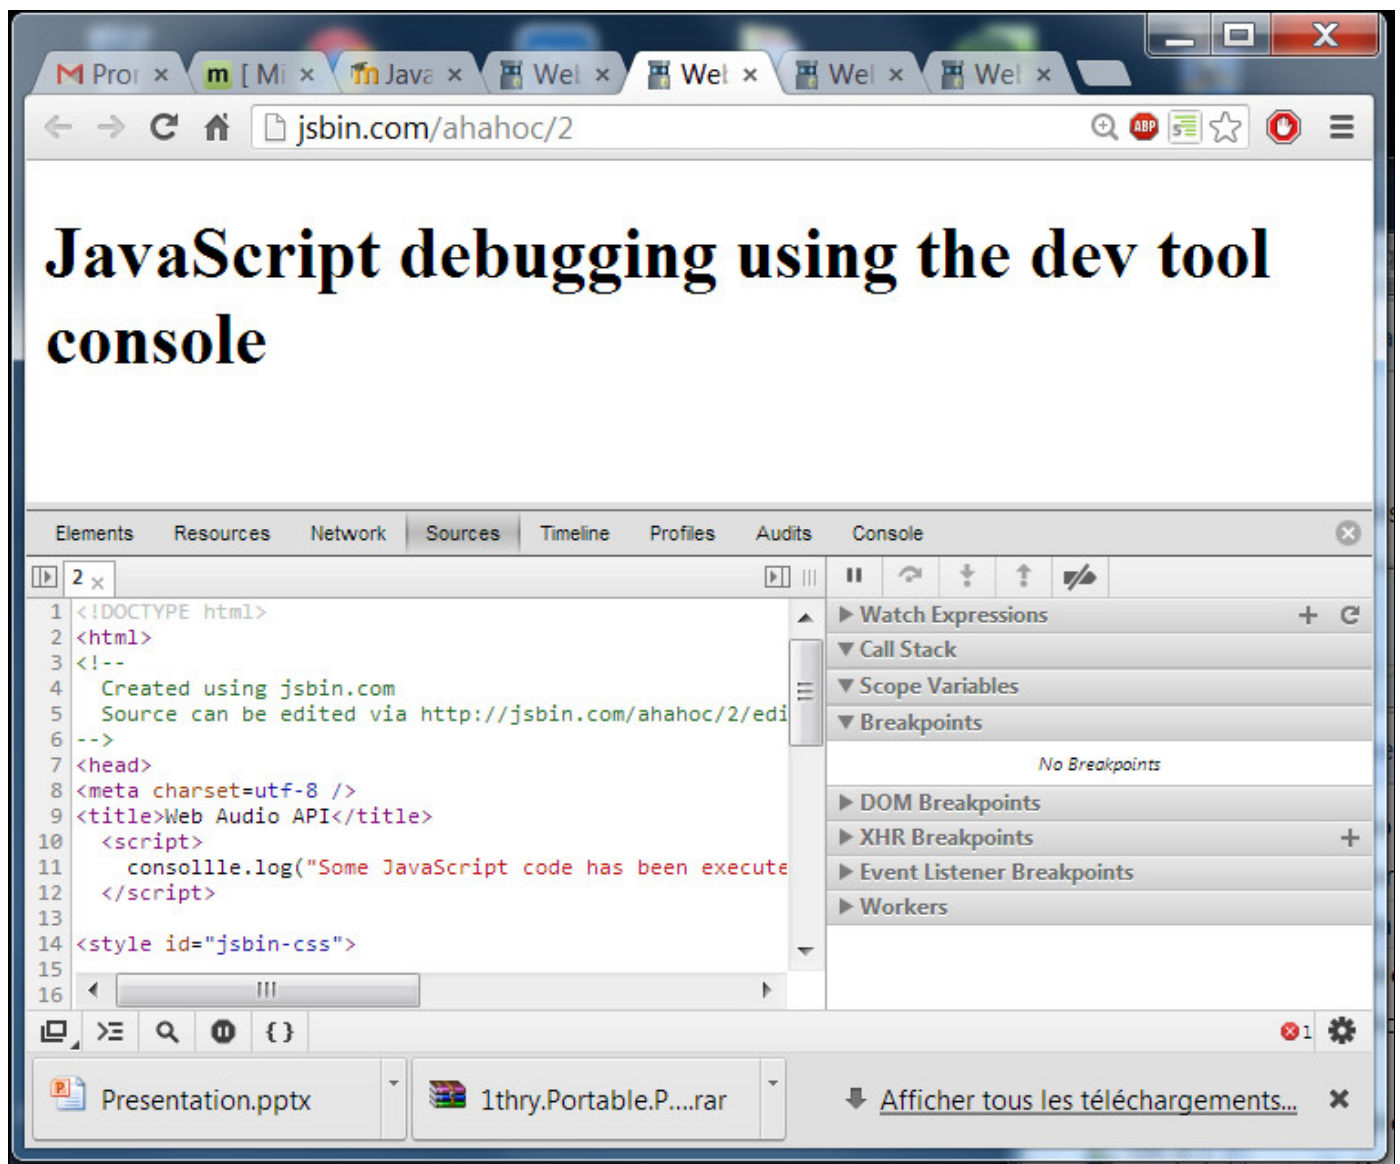 Pror
[ Mi
Java
Wel
Wel
Wel
Wel
jsbin.com/ahahoc/2
ABP
JavaScript debugging using the dev tool
console
Elements Resources Network Sources Timeline Profiles Audits Console
2
1 <!DOCTYPE html>
2 <html>
3 <!--
4 Created using jsbin.com
5 Source can be edited via http://jsbin.com/ahahoc/2/edi
6 -->
7 <head>
8 <meta charset=utf-8 />
9 <title>Web Audio API</title>
10 <script>
11 consollle.log("Some JavaScript code has been execute
12 </script>
13
14 <style id="jsbin-css">
15
16
Watch Expressions
Call Stack
Scope Variables
Breakpoints
No Breakpoints
DOM Breakpoints
XHR Breakpoints
Event Listener Breakpoints
Workers
1
Presentation.pptx
1thry.Portable.P....rar
Afficher tous les téléchargements...